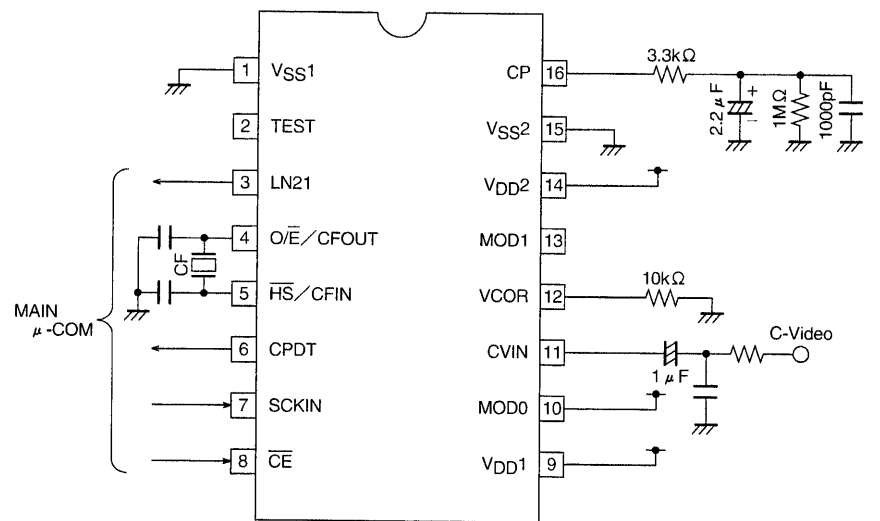 1 VSS1
2 TEST
3 LN21
4 O/E̅/CFOUT
5 H̅S̅/CFIN
6 CPDT
7 SCKIN
8 C̅E̅
CF
MAIN
μ-COM
CP 16
VSS2 15
VDD2 14
MOD1 13
VCOR 12
CVIN 11
MOD0 10
VDD1 9
3.3kΩ
2.2μF
+
−
1MΩ
1000pF
10kΩ
C-Video
1μF